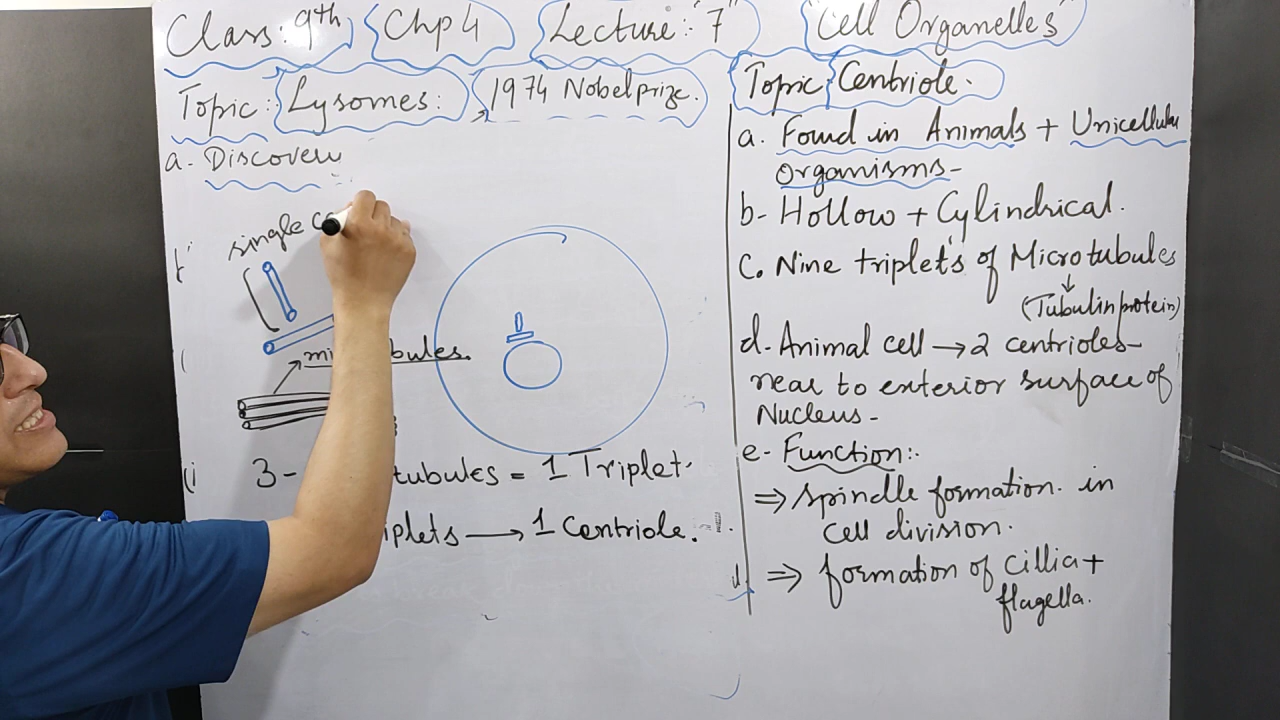 Class: 9th Chp 4 Lecture: "7" "Cell Organelles"
Topic: Lysomes: 1974 Nobel prize.
a. Discovery
single
microtubules.
3- tubules = 1 Triplet.
iplets → 1 Centriole.
Topic Centriole.
a. Found in Animals + Unicellular
Organisms-
b- Hollow + Cylindrical.
C. Nine triplets of Microtubules
↓
(Tubulin protein)
d. Animal cell → 2 centrioles-
near to exterior surface of
Nucleus-
e- Function:-
⇒ spindle formation. in
cell division.
⇒ formation of cillia +
flagella.